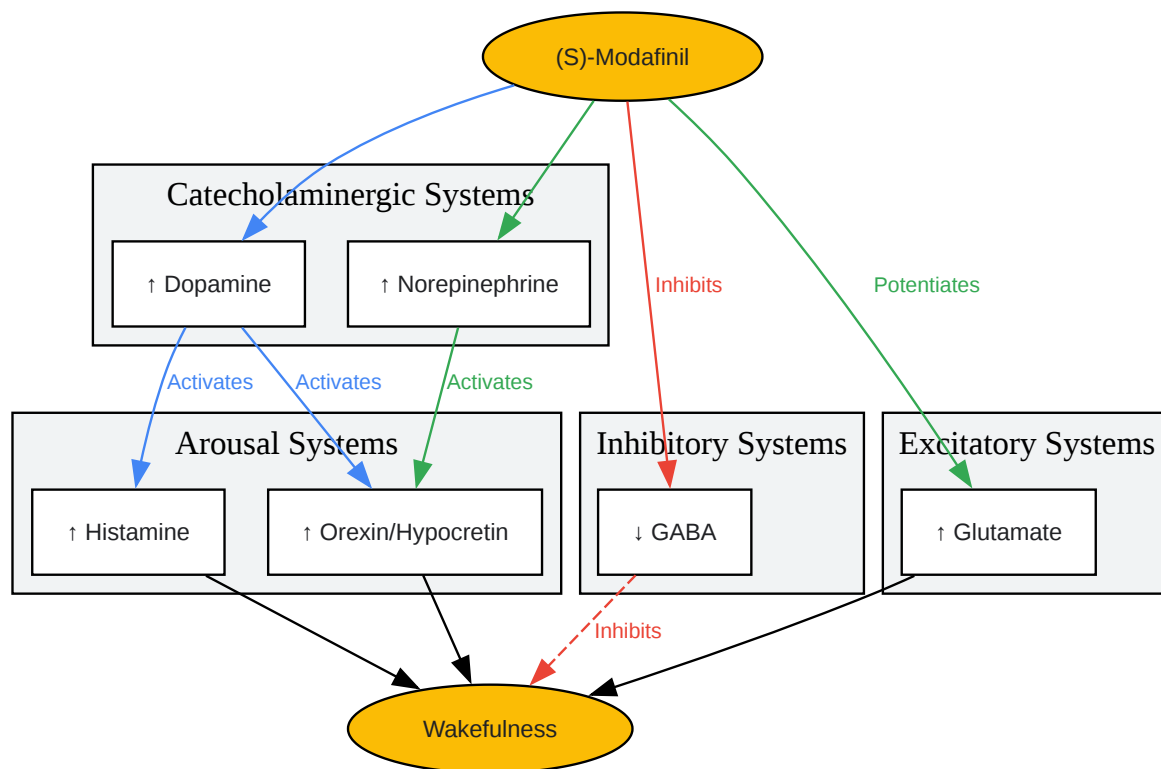 (S)-Modafinil
Catecholaminergic Systems
↑ Dopamine
↑ Norepinephrine
Inhibits
Potentiates
Activates
Activates
Activates
Arousal Systems
Inhibitory Systems
Excitatory Systems
↑ Histamine
↑ Orexin/Hypocretin
↓ GABA
↑ Glutamate
Inhibits
Wakefulness